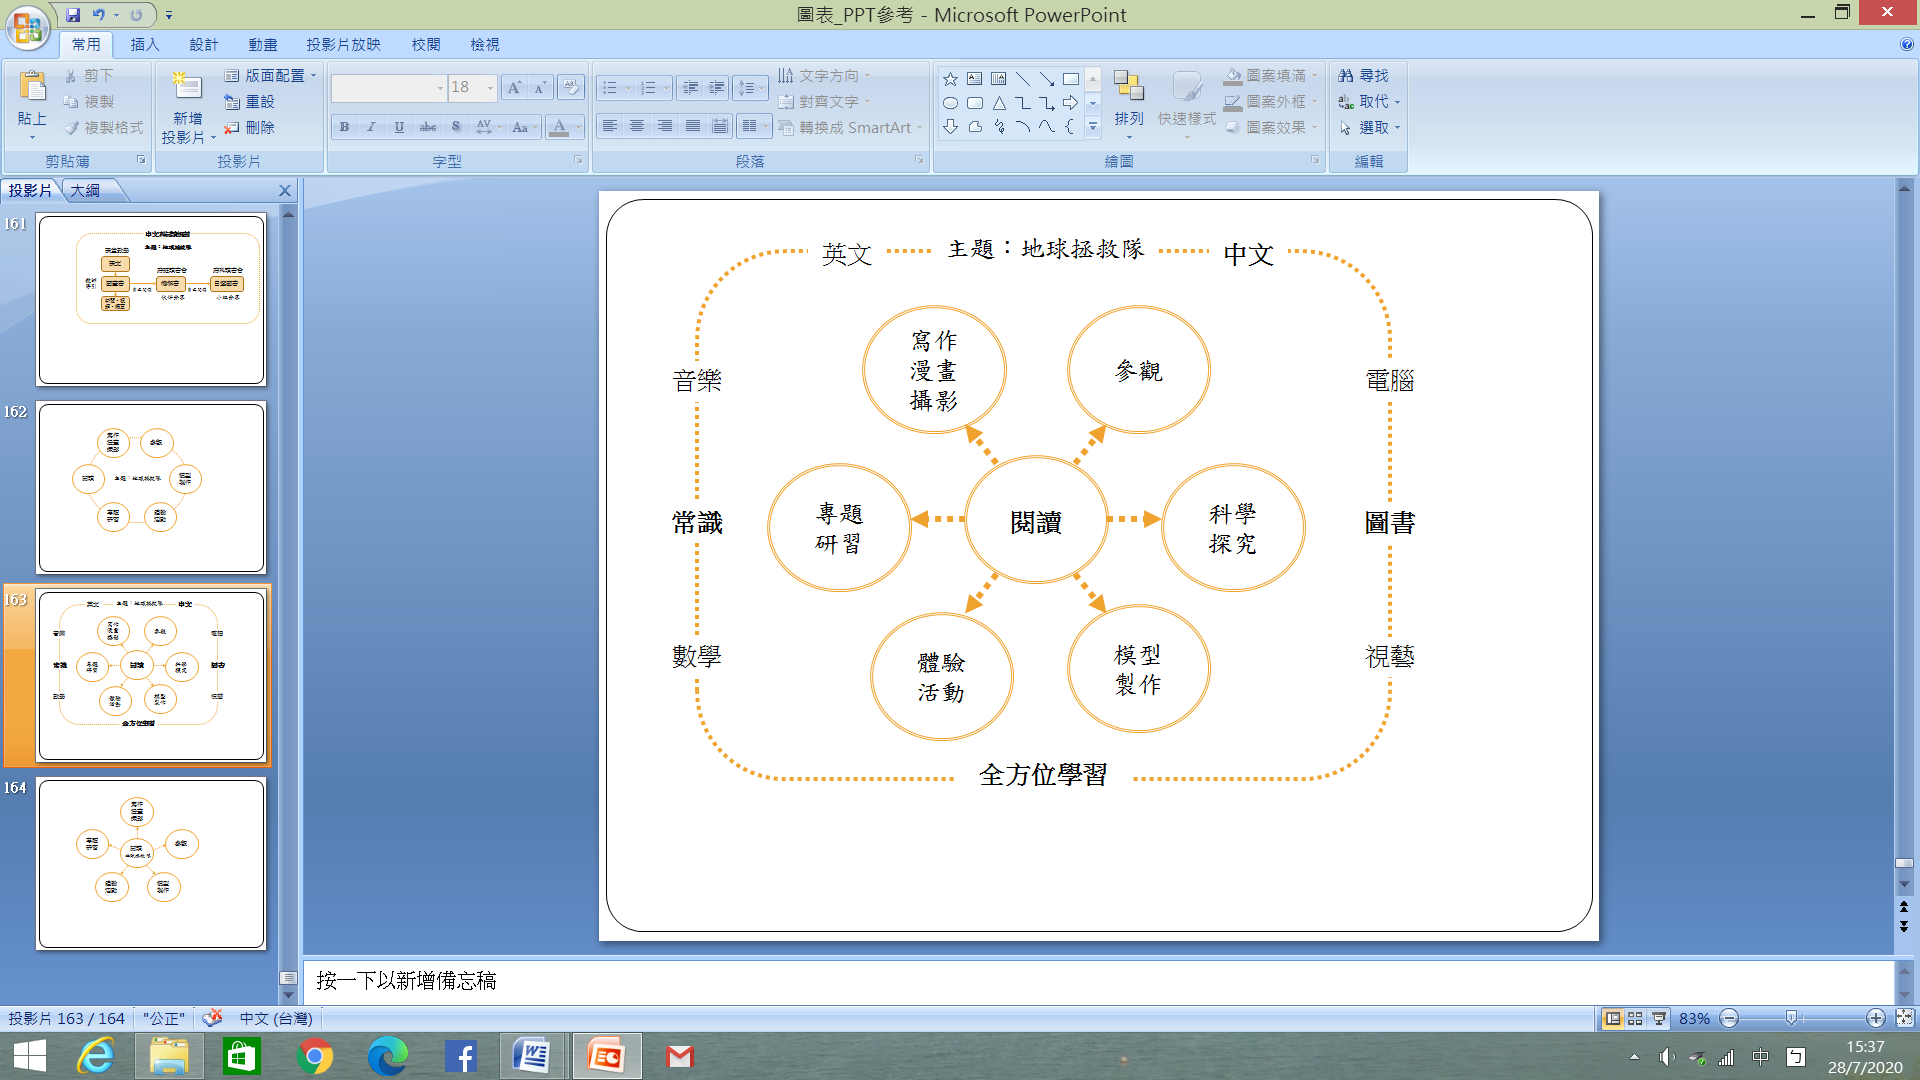 圖表_PPT參考 - Microsoft PowerPoint
常用 插入 設計 動畫 投影片放映 校閱 檢視
貼上
剪下
複製
複製格式
剪貼簿
新增
投影片
版面配置
重設
刪除
投影片
18
B I U abc S AV Aa A
字型
文字方向
對齊文字
轉換成 SmartArt
段落
排列
快速樣式
圖案填滿
圖案外框
圖案效果
繪圖
尋找
取代
選取
編輯
投影片 大綱
161
162
163
164
英文 主題：地球拯救隊 中文
寫作
漫畫
攝影
參觀
音樂
電腦
專題
研習
常識
閱讀
科學
探究
圖書
數學
體驗
活動
模型
製作
視藝
全方位學習
按一下以新增備忘稿
投影片 163 / 164 "公正" 中文 (台灣)
83%
中
15:37
28/7/2020